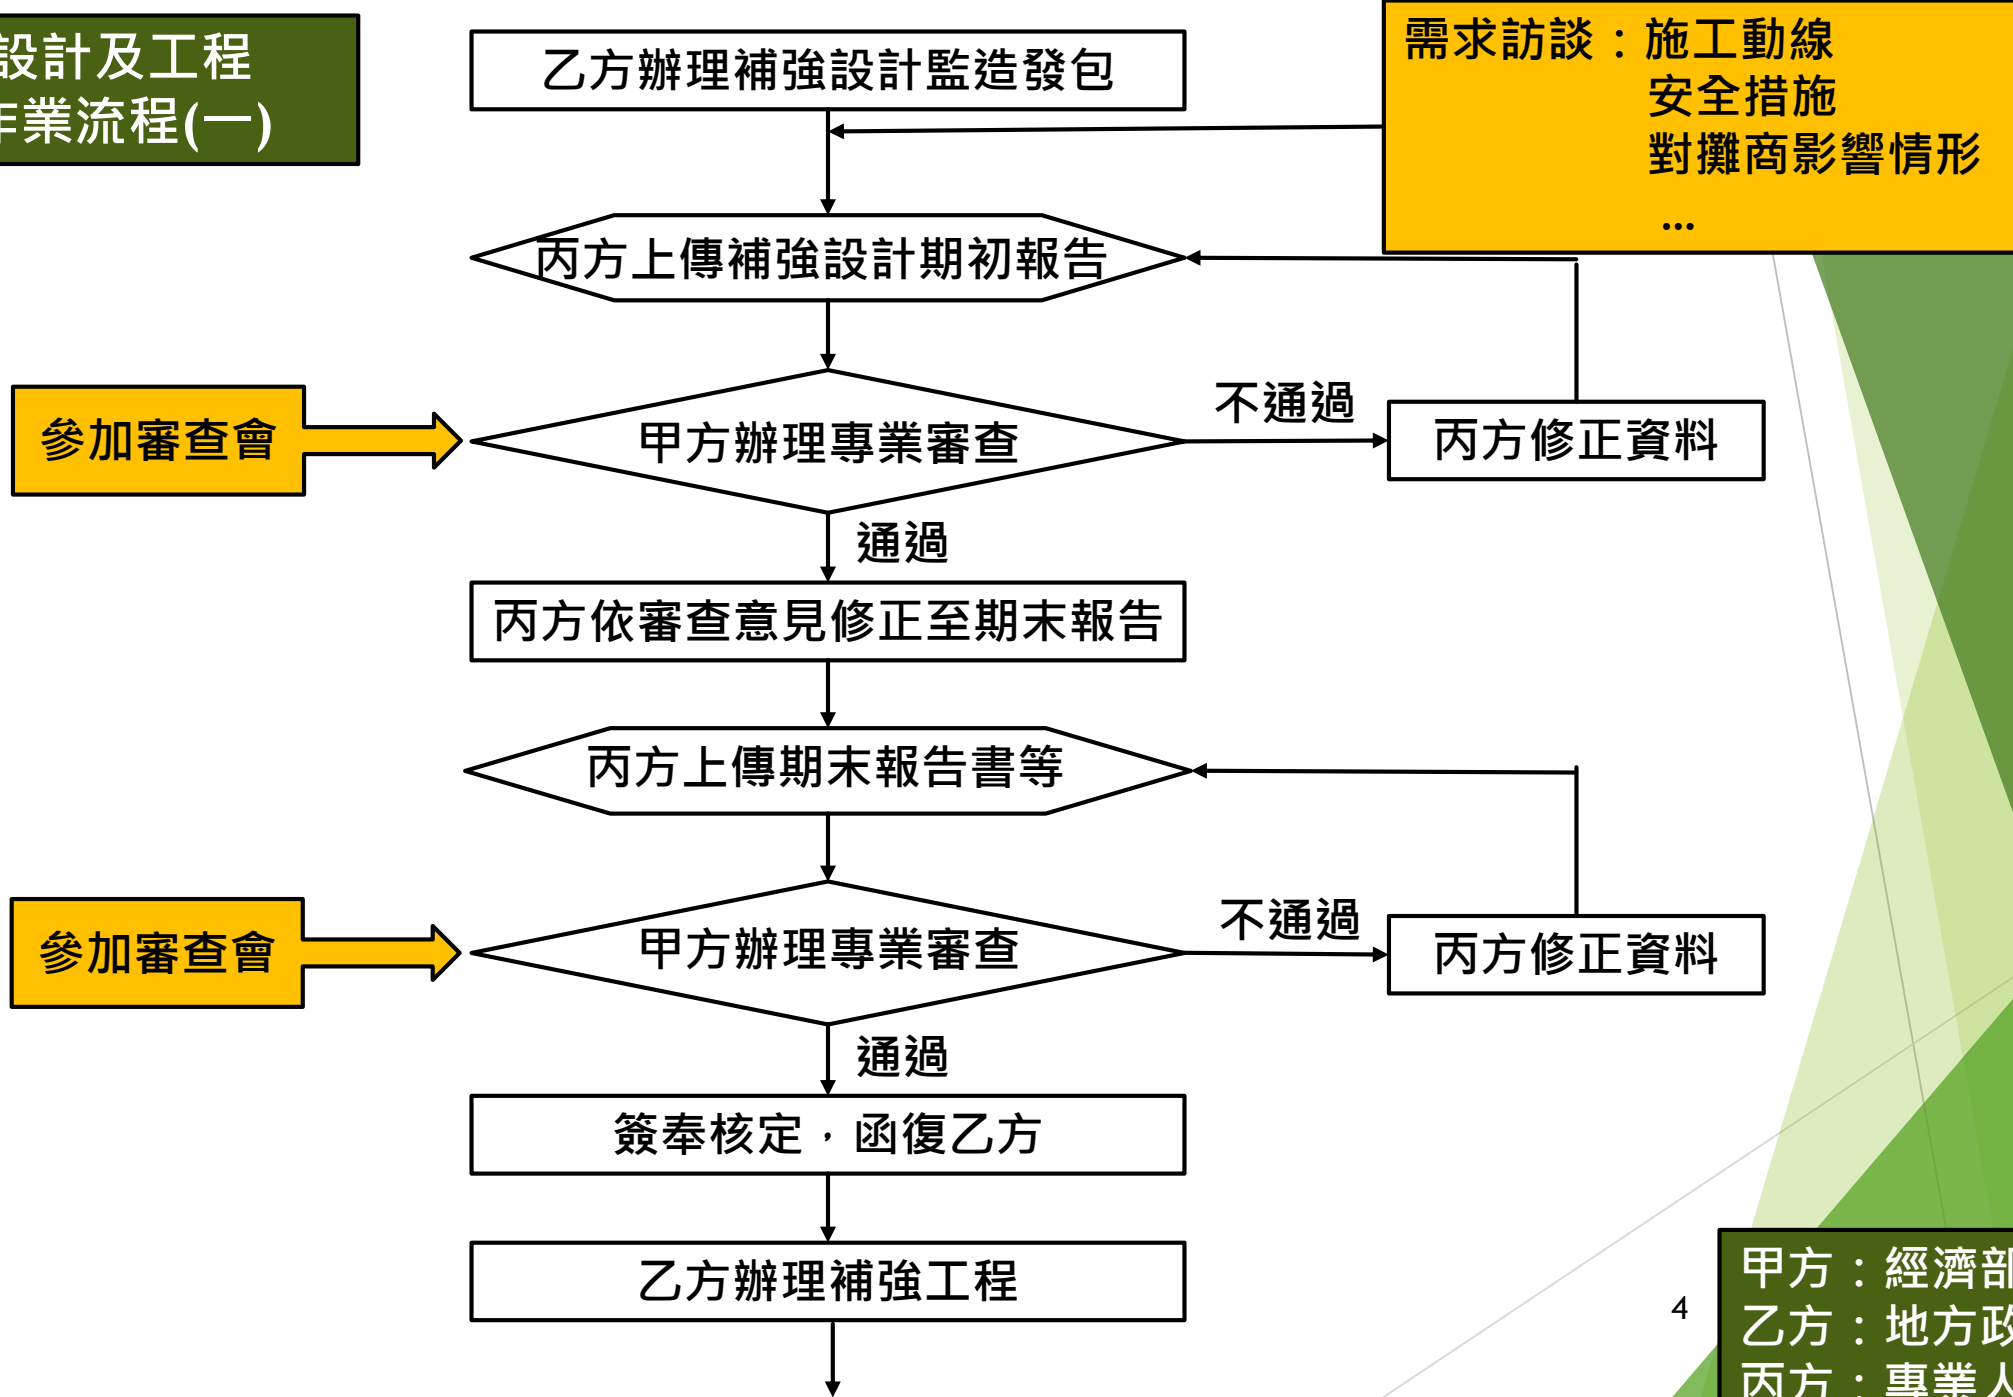 設計及工程
作業流程(一)
乙方辦理補強設計監造發包
需求訪談：施工動線
安全措施
對攤商影響情形
...
丙方上傳補強設計期初報告
參加審查會
甲方辦理專業審查
不通過
丙方修正資料
通過
丙方依審查意見修正至期末報告
丙方上傳期末報告書等
參加審查會
甲方辦理專業審查
不通過
丙方修正資料
通過
簽奉核定，函復乙方
乙方辦理補強工程
4
甲方：經濟部
乙方：地方政
丙方：專業人